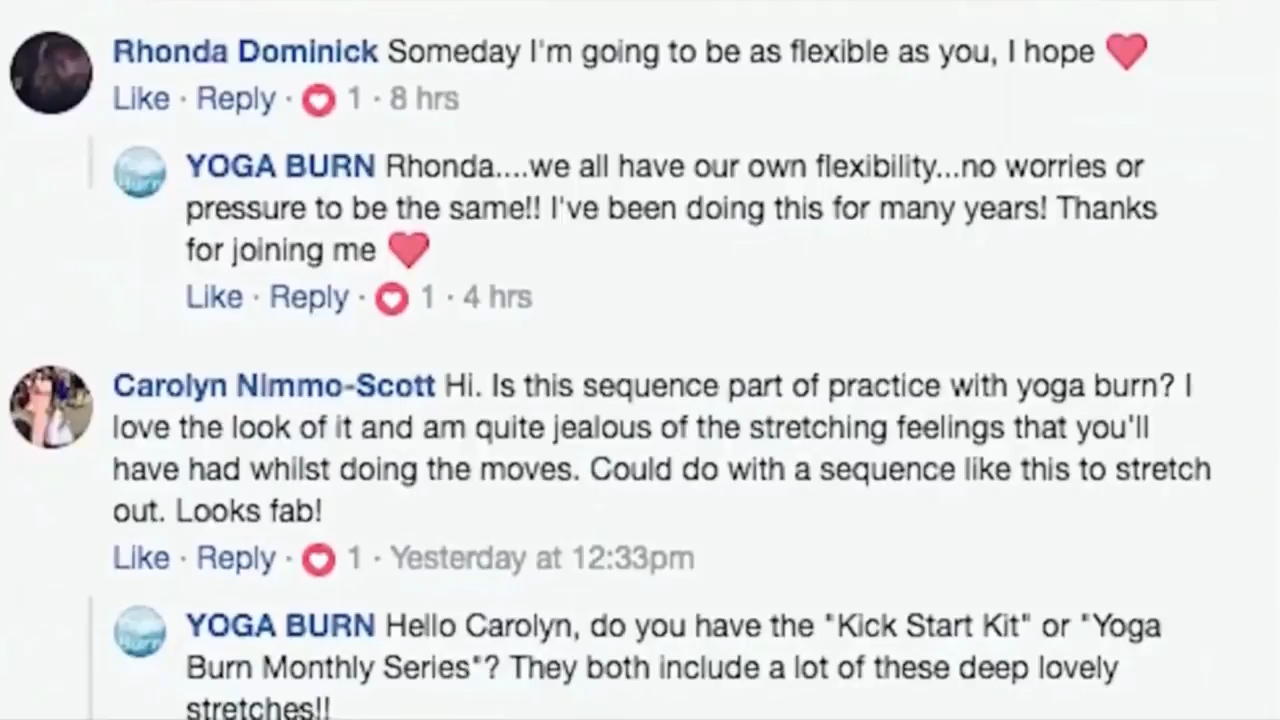 Rhonda Dominick Someday I'm going to be as flexible as you, I hope ❤
Like · Reply · 1 · 8 hrs
YOGA BURN Rhonda....we all have our own flexibility...no worries or
pressure to be the same!! I've been doing this for many years! Thanks
for joining me ❤
Like · Reply · 1 · 4 hrs
Carolyn Nimmo-Scott Hi. Is this sequence part of practice with yoga burn? I
love the look of it and am quite jealous of the stretching feelings that you'll
have had whilst doing the moves. Could do with a sequence like this to stretch
out. Looks fab!
Like · Reply · 1 · Yesterday at 12:33pm
YOGA BURN Hello Carolyn, do you have the "Kick Start Kit" or "Yoga
Burn Monthly Series"? They both include a lot of these deep lovely
stretches!!